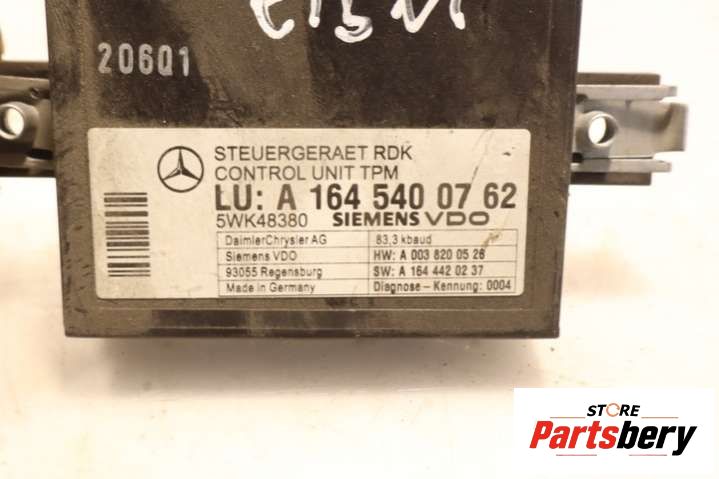 20601
STEUERGERAET RDK
CONTROL UNIT TPM
LU: A 164 540 07 62
5WK48380 SIEMENS VDO
DaimlerChrysler AG 83,3 kbaud
Siemens VDO HW: A 003 820 05 26
93055 Regensburg SW: A 164 442 02 37
Made in Germany Diagnose - Kennung: 0004
STORE
Partsbery